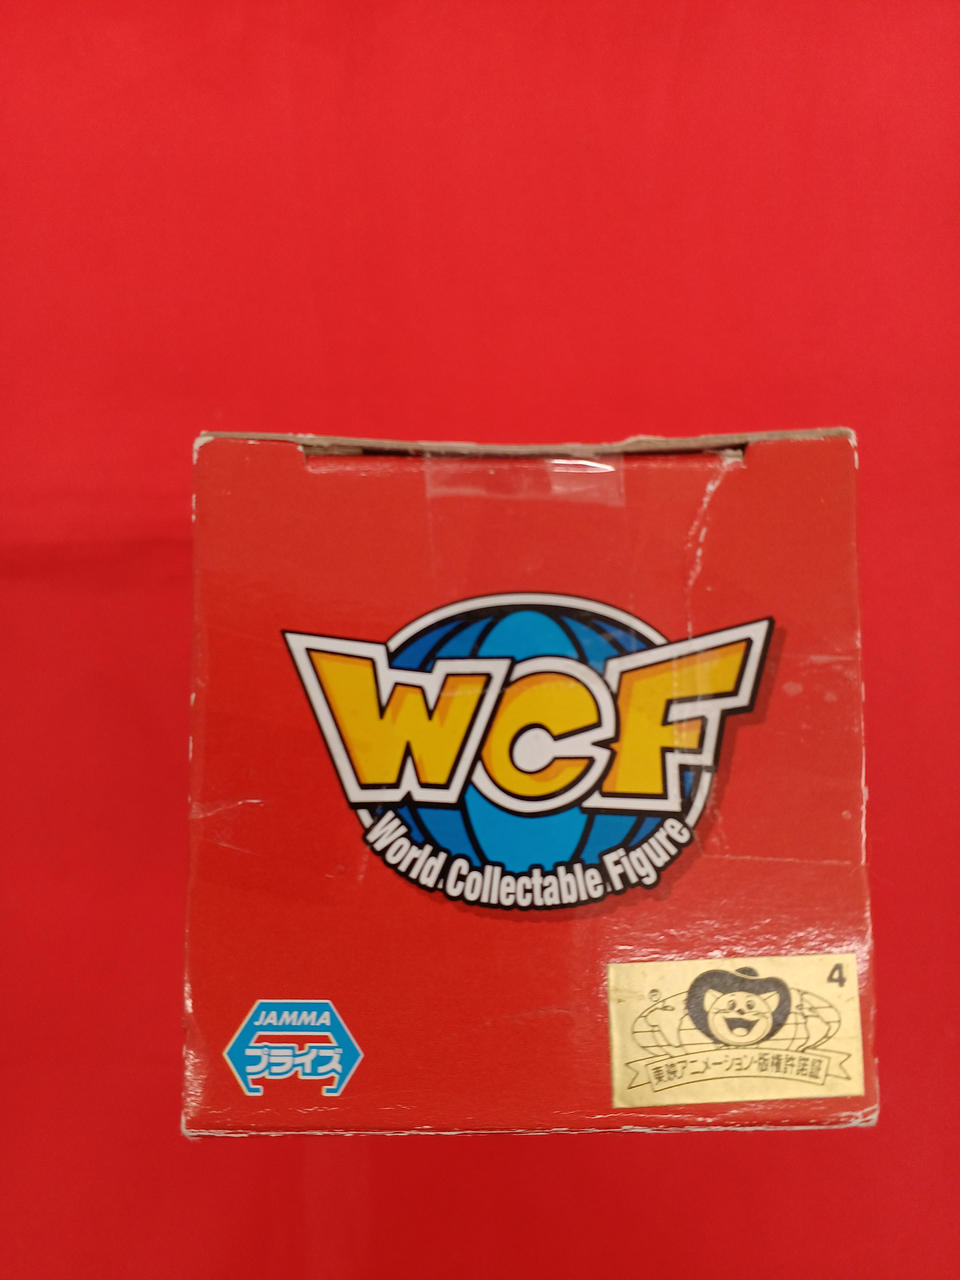 WCF
World Collectable Figure
4
R
東映アニメーション・版権許諾証
JAMMA
プライズ